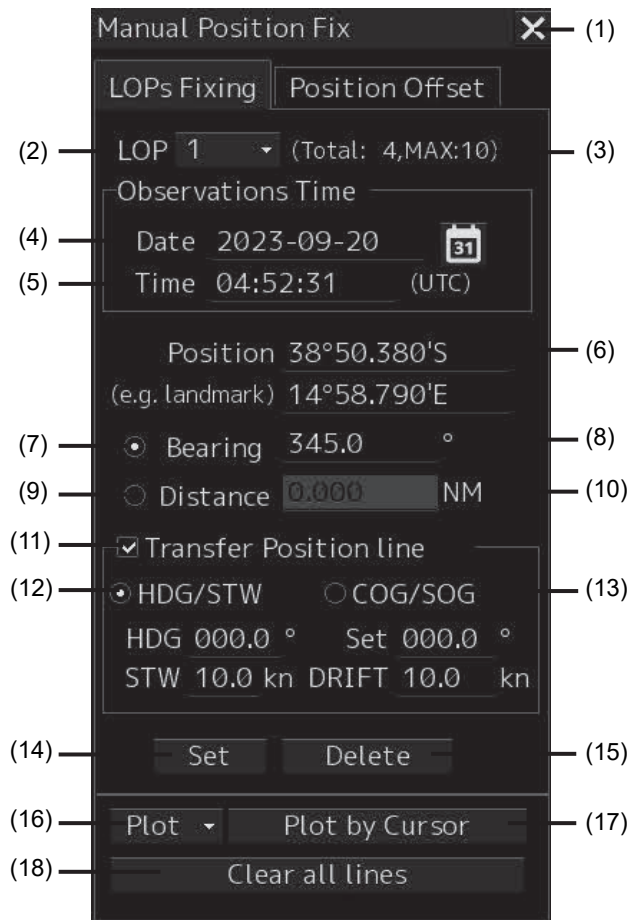 Manual Position Fix
(1)
LOPs Fixing Position Offset
(2) LOP 1 (Total: 4,MAX:10) (3)
Observations Time
(4) Date 2023-09-20 31
(5) Time 04:52:31 (UTC)
Position 38°50.380'S (6)
(e.g. landmark) 14°58.790'E
(7) Bearing 345.0 ° (8)
(9) Distance 0.000 NM (10)
(11) Transfer Position line
(12) HDG/STW COG/SOG (13)
HDG 000.0 ° Set 000.0 °
STW 10.0 kn DRIFT 10.0 kn
(14) Set Delete (15)
(16) Plot Plot by Cursor (17)
(18) Clear all lines